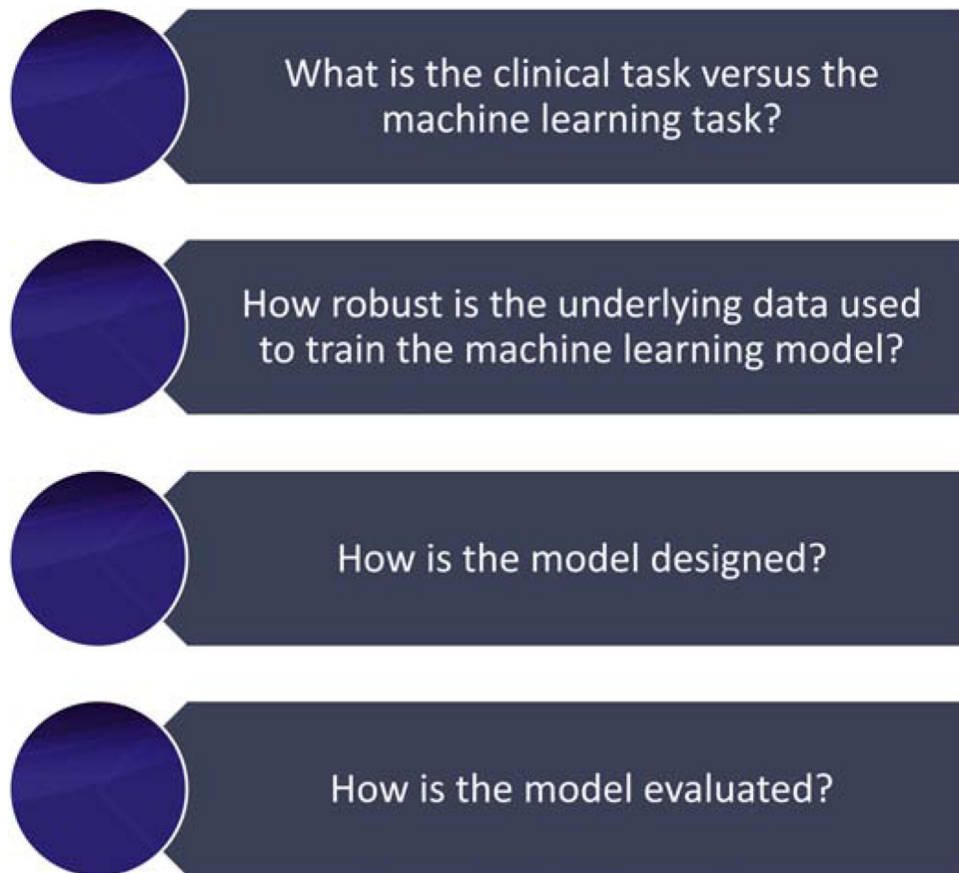 What is the clinical task versus the
machine learning task?
How robust is the underlying data used
to train the machine learning model?
How is the model designed?
How is the model evaluated?